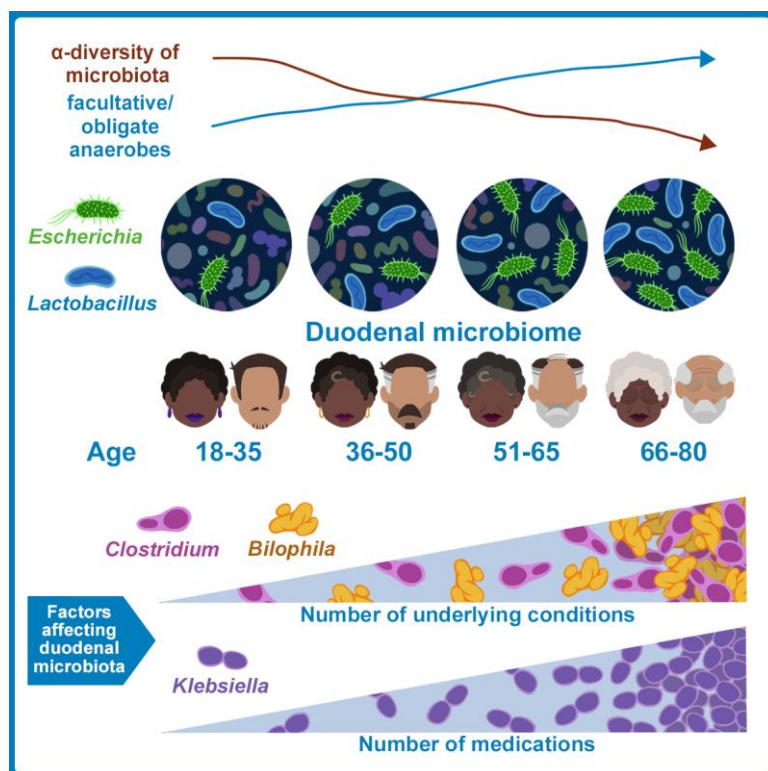 α-diversity of
microbiota
facultative/
obligate
anaerobes
Escherichia
Lactobacillus
Duodenal microbiome
Age 18-35 36-50 51-65 66-80
Clostridium Bilophila
Number of underlying conditions
Factors
affecting
duodenal
microbiota
Klebsiella
Number of medications